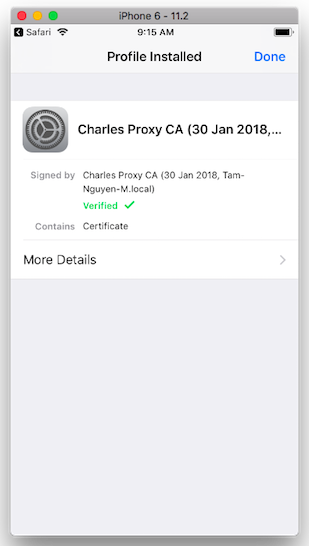 iPhone 6 - 11.2
Safari 9:15 AM
Profile Installed Done
Charles Proxy CA (30 Jan 2018,...
Signed by Charles Proxy CA (30 Jan 2018, Tam-
Nguyen-M.local)
Verified
Contains Certificate
More Details